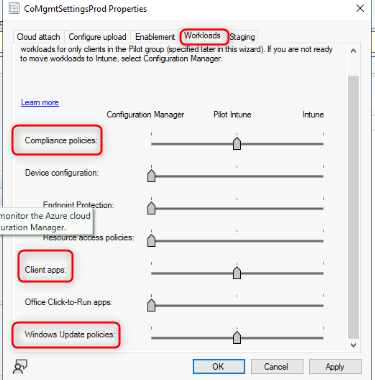 CoMgmtSettingsProd Properties
Cloud attach Configure upload Enablement Workloads Staging
workloads for only clients in the Pilot group (specified later in this wizard). If you are not
ready to move workloads to Intune, select Configuration Manager.
Learn more
Configuration Manager Pilot Intune Intune
Compliance policies:
Device configuration:
Endpoint Protection:
monitor the Azure cloud
uration Manager.
Resource access policies:
Client apps:
Office Click-to-Run apps:
Windows Update policies:
OK Cancel Apply